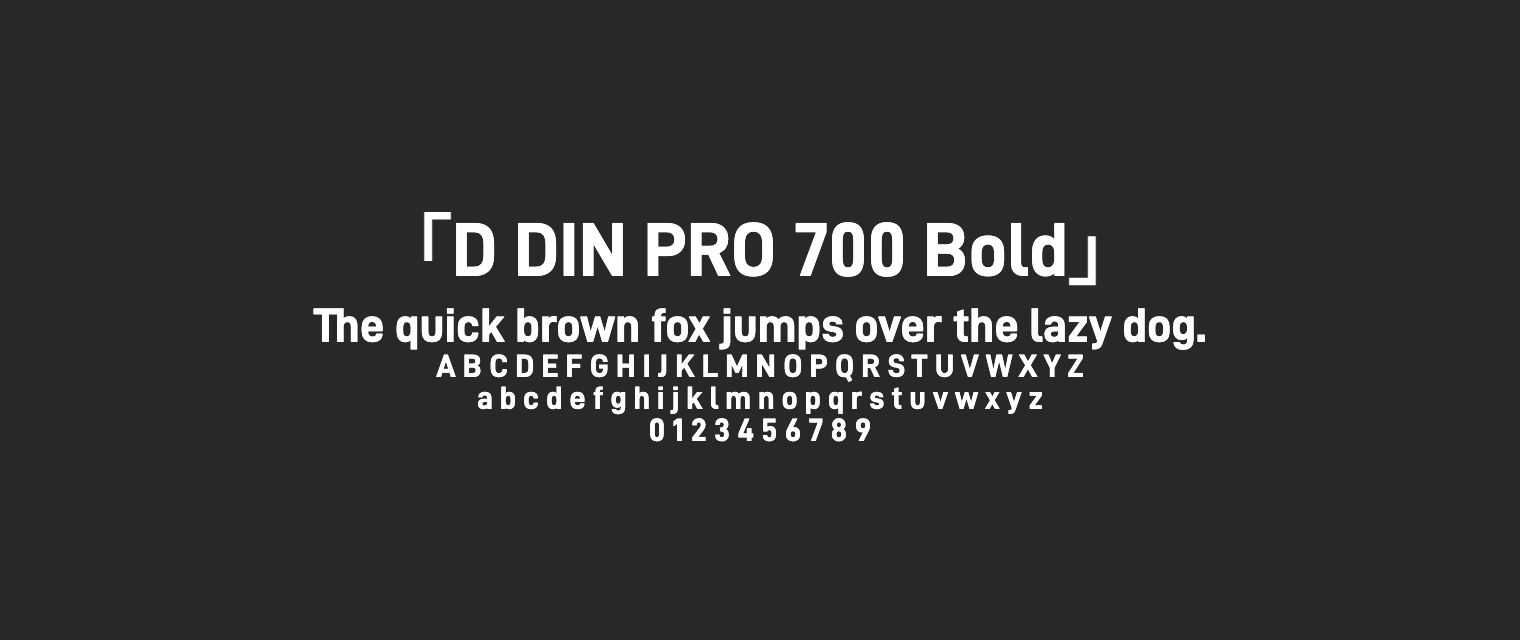 「D DIN PRO 700 Bold」
The quick brown fox jumps over the lazy dog.
A B C D E F G H I J K L M N O P Q R S T U V W X Y Z
a b c d e f g h i j k l m n o p q r s t u v w x y z
0 1 2 3 4 5 6 7 8 9